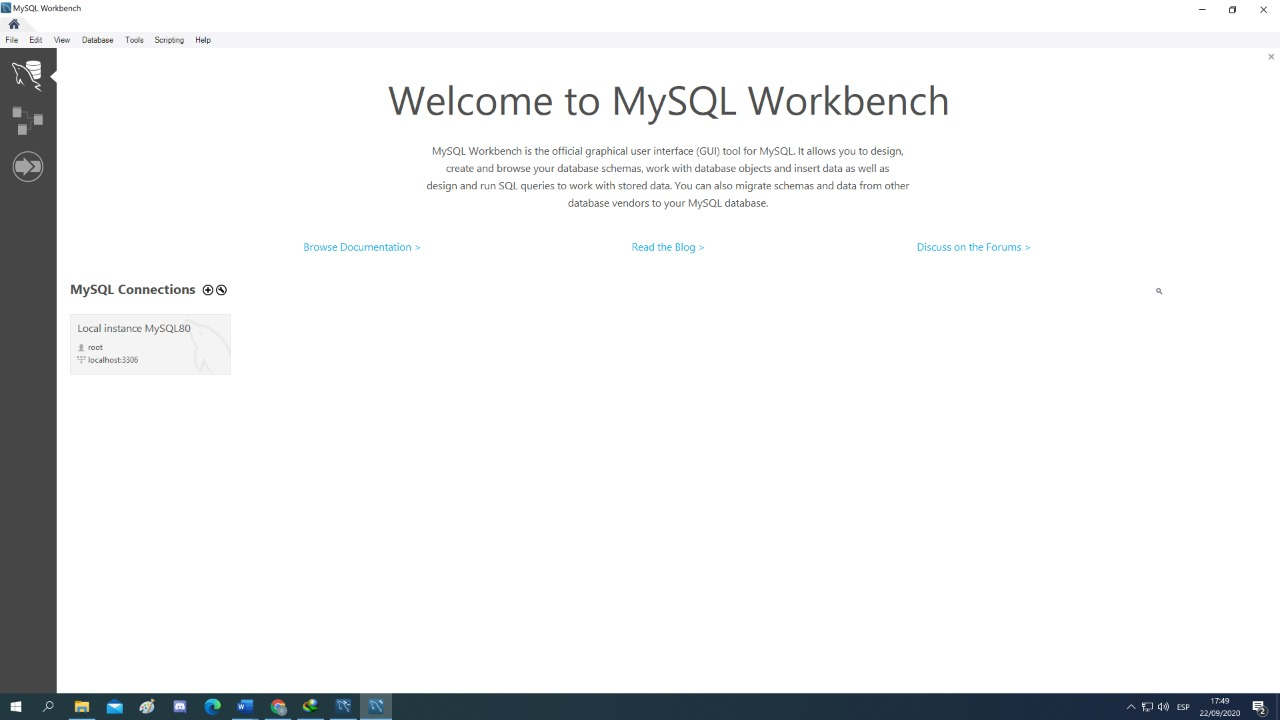 MySQL Workbench
File Edit View Database Tools Scripting Help
Welcome to MySQL Workbench
MySQL Workbench is the official graphical user interface (GUI) tool for MySQL. It allows you to design,
create and browse your database schemas, work with database objects and insert data as well as
design and run SQL queries to work with stored data. You can also migrate schemas and data from other
database vendors to your MySQL database.
Browse Documentation > Read the Blog > Discuss on the Forums >
MySQL Connections
Local instance MySQL80
root
localhost:3306
ESP
17:49
22/09/2020
2